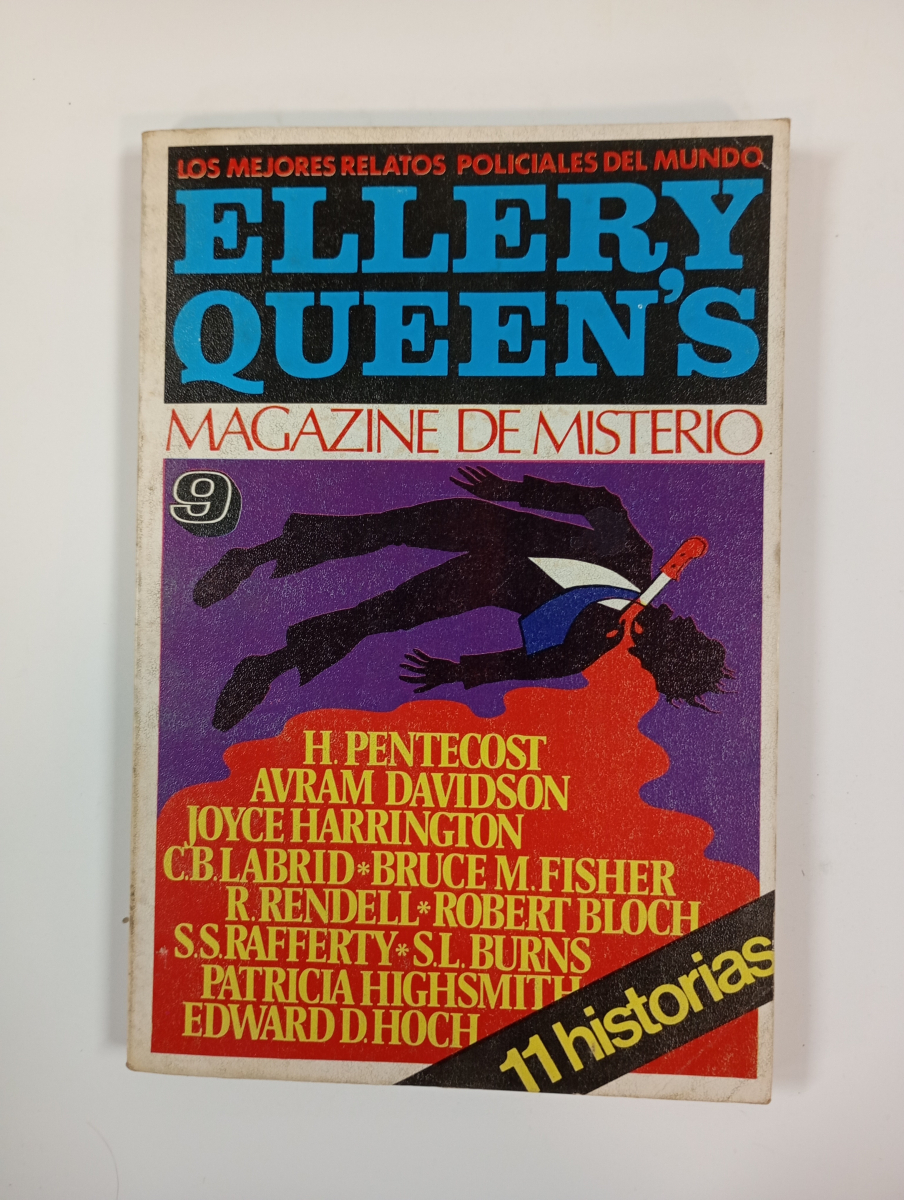 LOS MEJORES RELATOS POLICIALES DEL MUNDO
ELLERY
QUEEN'S
MAGAZINE DE MISTERIO
9
H. PENTECOST
AVRAM DAVIDSON
JOYCE HARRINGTON
C.B. LABRID*BRUCE M. FISHER
R. RENDELL*ROBERT BLOCH
S.S. RAFFERTY*S.L. BURNS
PATRICIA HIGHSMITH
EDWARD D. HOCH
11 historias